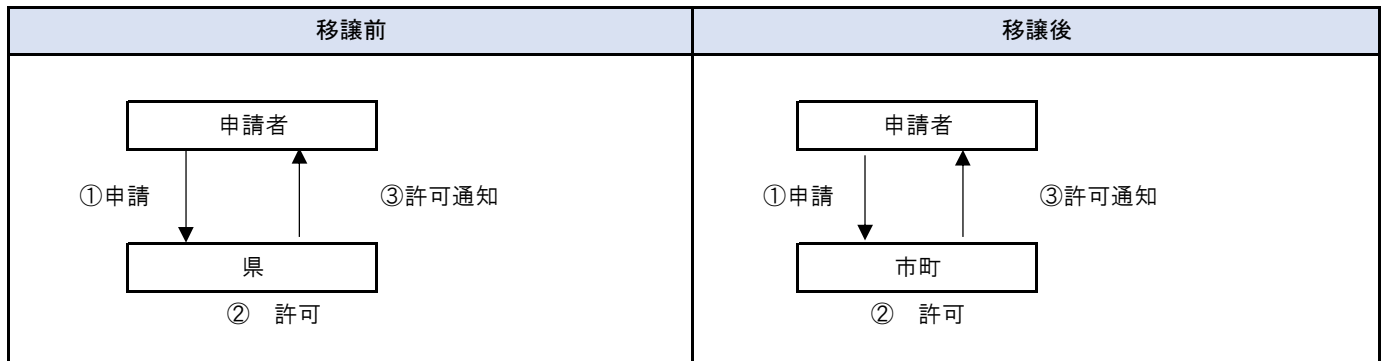 移譲前
申請者
①申請
③許可通知
県
②　許可
移譲後
申請者
①申請
③許可通知
市町
②　許可